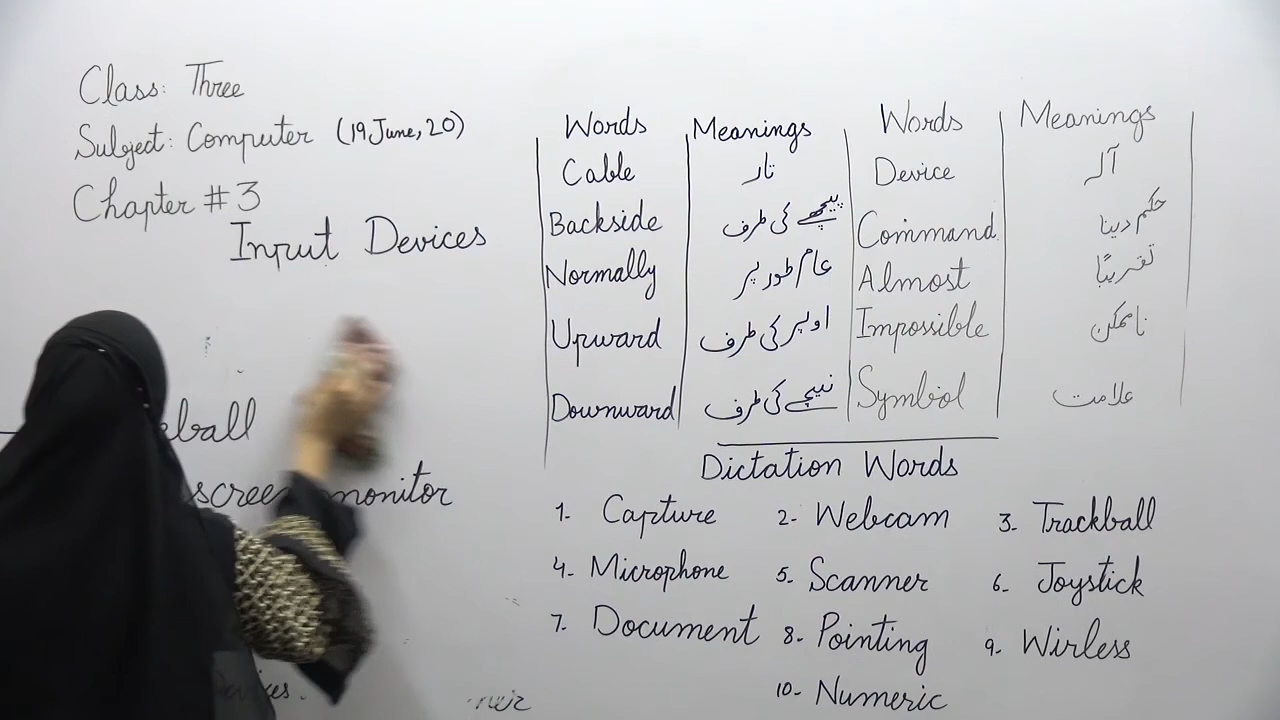 Class: Three
Subject: Computer (19 June, 20)
Chapter # 3
Input Devices
screen monitor
Words Meanings Words Meanings
Cable تار Device آلہ
Backside پیچھے کی طرف Command حکم دینا
Normally عام طور پر Almost تقریباً
Upward اوپر کی طرف Impossible ناممکن
Downward نیچے کی طرف Symbol علامت
Dictation Words
1. Capture 2- Webcam 3. Trackball
4- Microphone 5. Scanner 6. Joystick
7. Document 8- Pointing 9- Wirless
10- Numeric